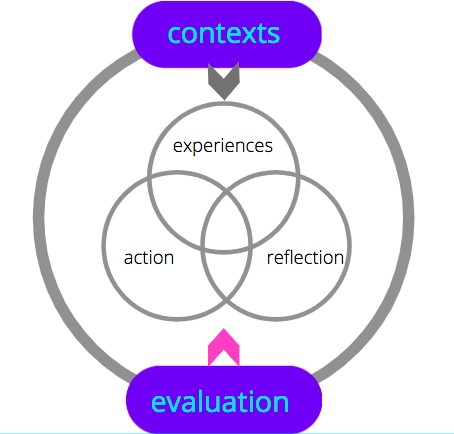 contexts
experiences
action
reflection
evaluation